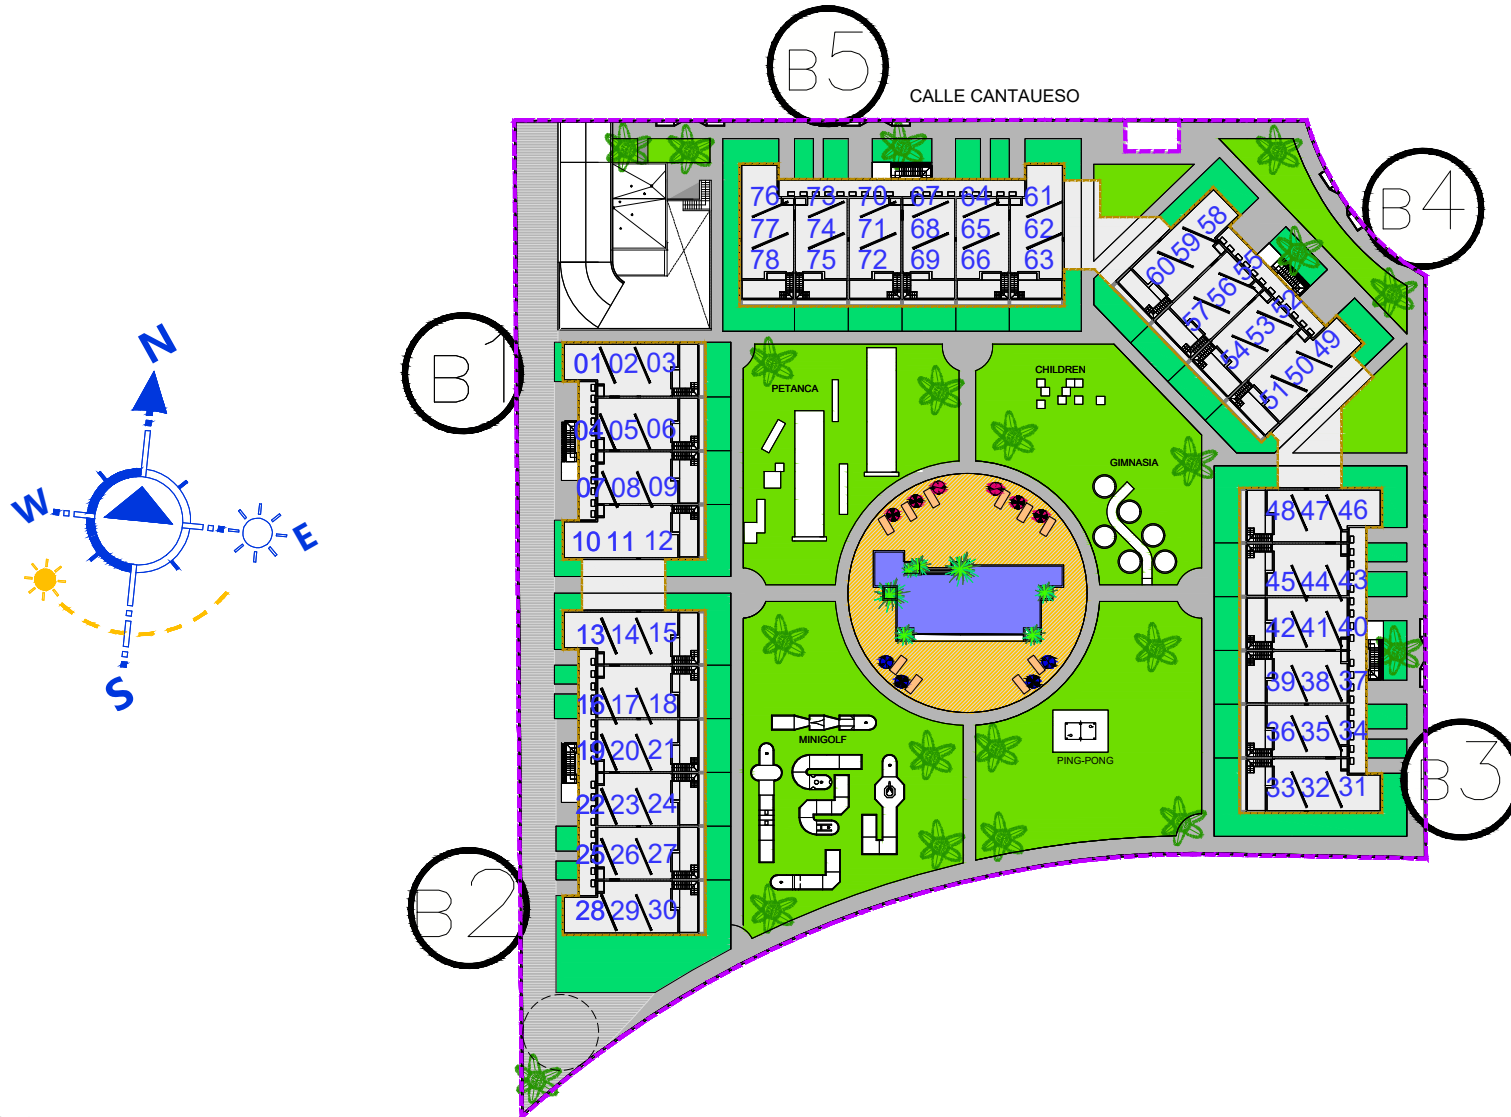 B5
CALLE CANTAUESO
B4
76 73 70 67 64 61
77 74 71 68 65 62
78 75 72 69 66 63
58
59
60
55
56
57
52
53
54
49
50
51
N
W
E
S
B1
01 02 03
04 05 06
07 08 09
10 11 12
PETANCA
CHILDREN
GIMNASIA
48 47 46
45 44 43
42 41 40
39 38 37
36 35 34
33 32 31
B3
13 14 15
16 17 18
19 20 21
22 23 24
25 26 27
28 29 30
B2
MINIGOLF
PING-PONG